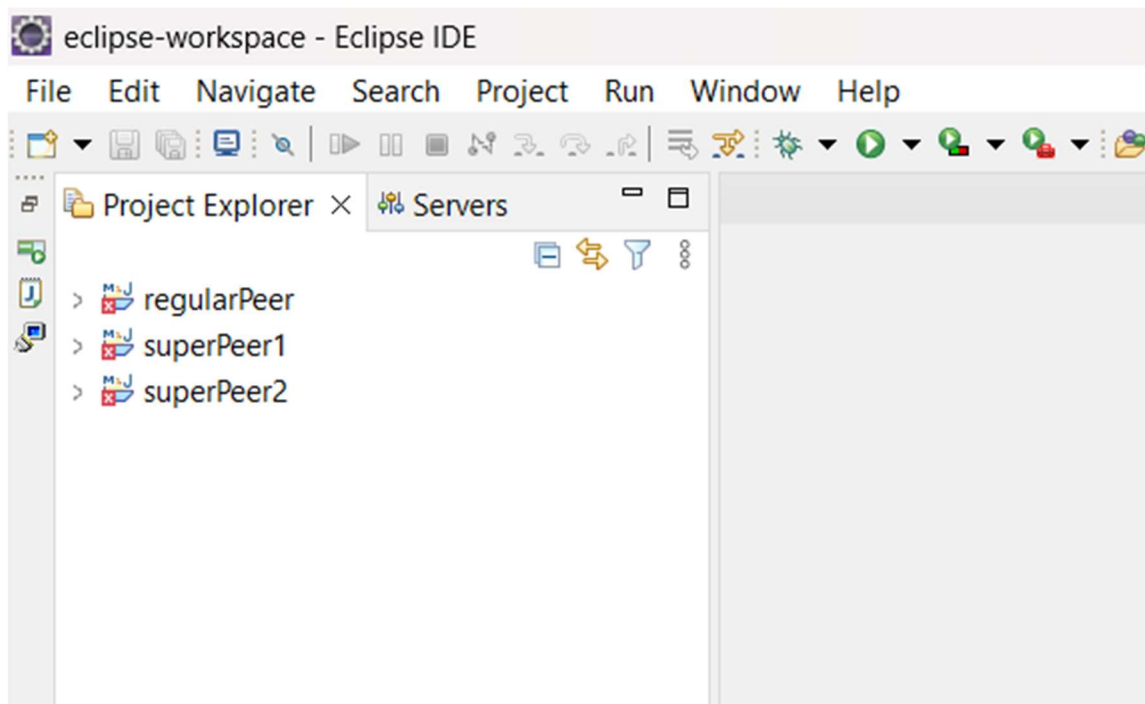 eclipse-workspace - Eclipse IDE
File Edit Navigate Search Project Run Window Help
Project Explorer Servers
regularPeer
superPeer1
superPeer2